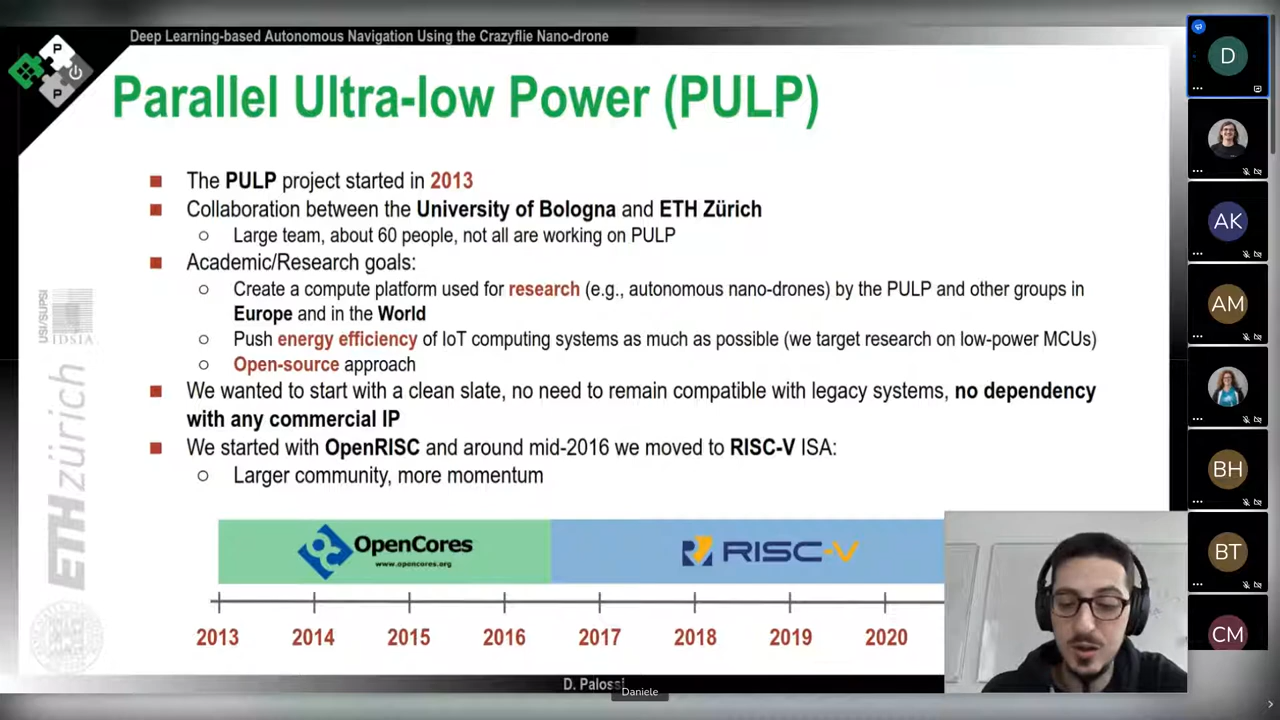 Deep Learning-based Autonomous Navigation Using the Crazyflie Nano-drone
P
P
P
Parallel Ultra-low Power (PULP)
The PULP project started in 2013
Collaboration between the University of Bologna and ETH Zürich
Large team, about 60 people, not all are working on PULP
Academic/Research goals:
Create a compute platform used for research (e.g., autonomous nano-drones) by the PULP and other groups in
Europe and in the World
Push energy efficiency of IoT computing systems as much as possible (we target research on low-power MCUs)
Open-source approach
We wanted to start with a clean slate, no need to remain compatible with legacy systems, no dependency
with any commercial IP
We started with OpenRISC and around mid-2016 we moved to RISC-V ISA:
Larger community, more momentum
USI/SUPSI
IDSIA
ETH zürich
OpenCores
www.opencores.org
RISC-V
2013 2014 2015 2016 2017 2018 2019 2020
D. Palossi
Daniele
D
AK
AM
BH
BT
CM